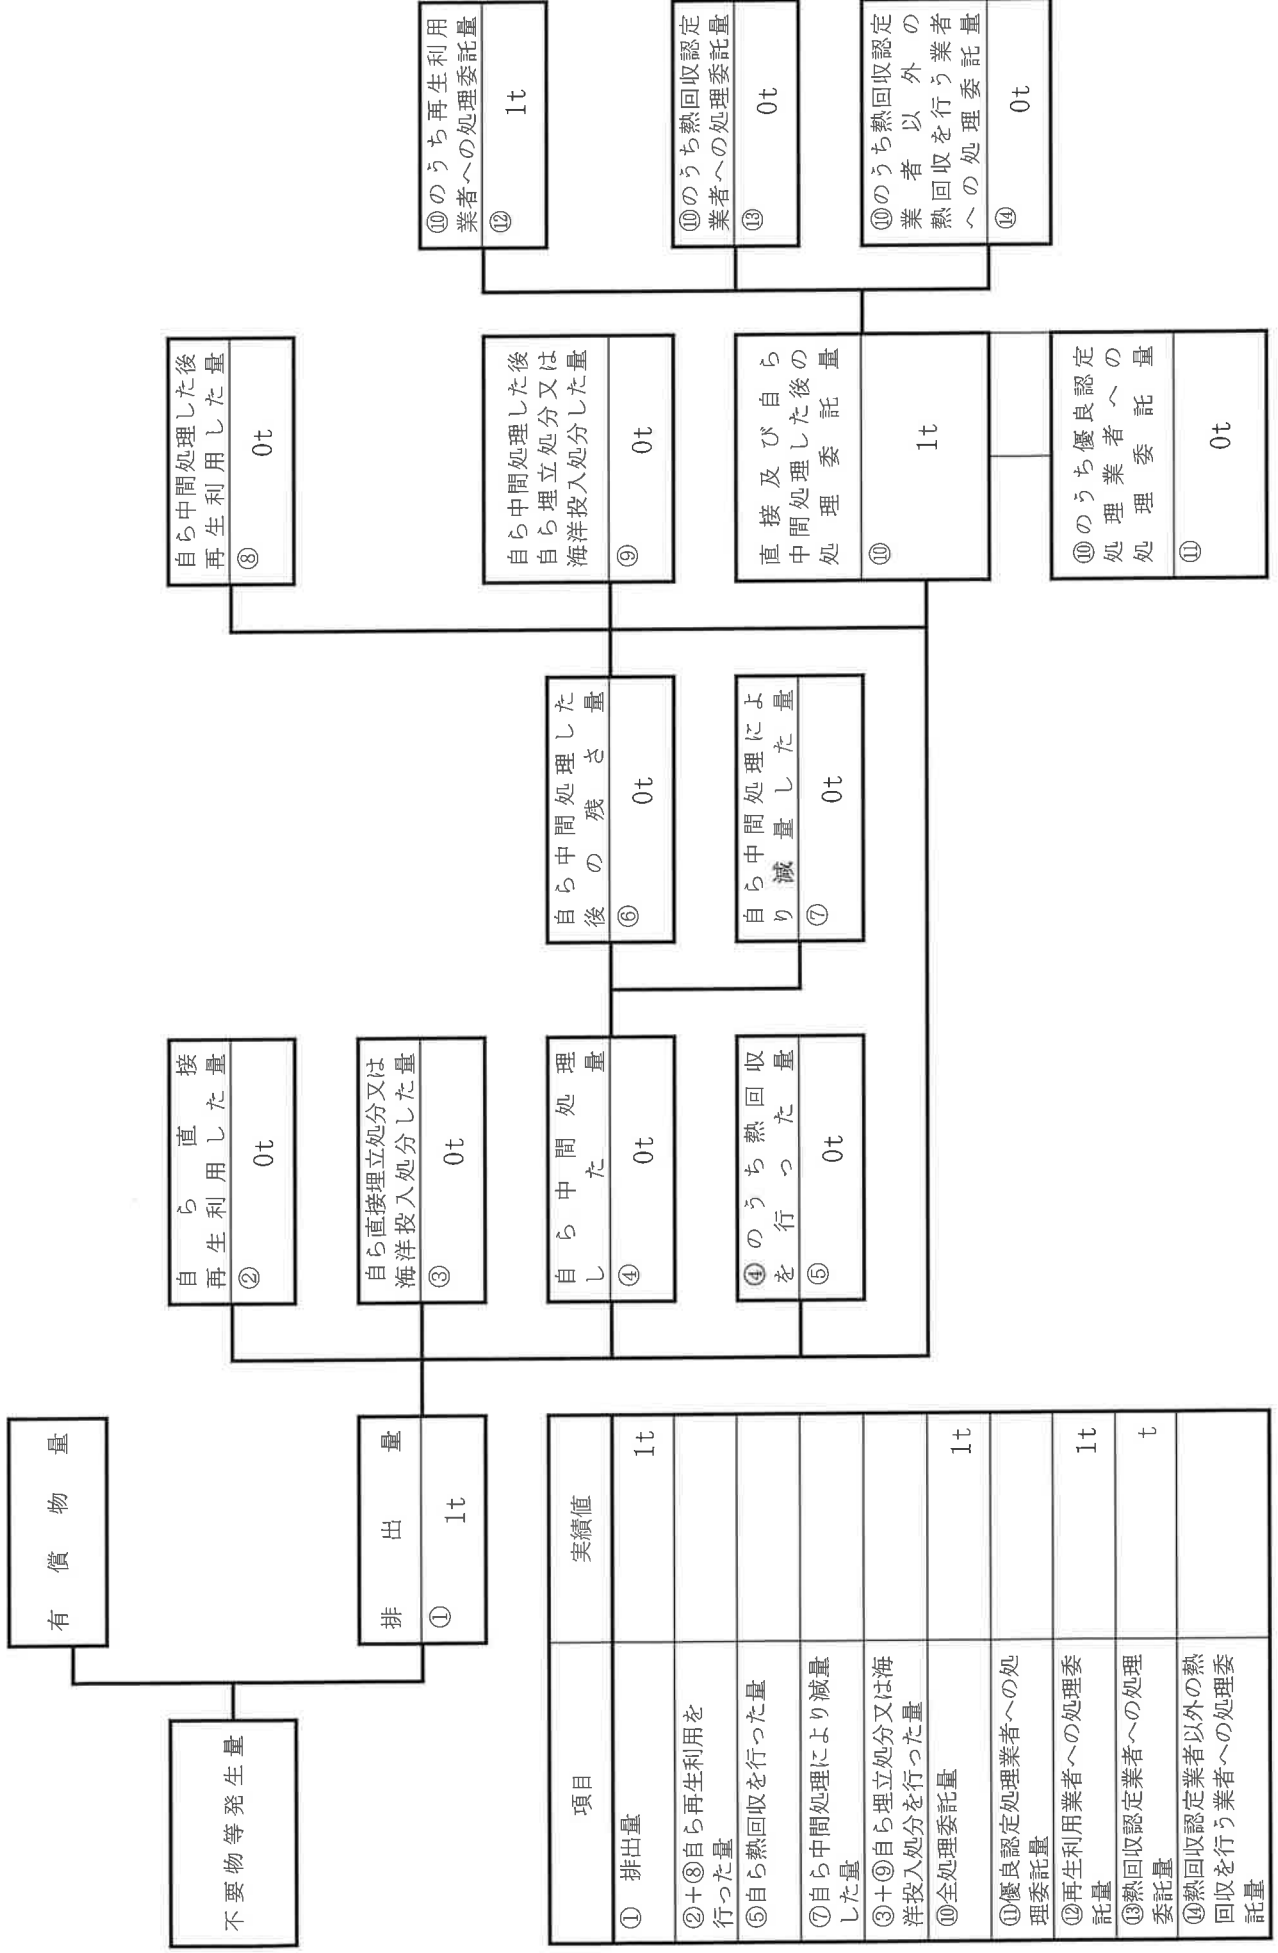 有償物量
不要物等発生量
排出量
① 1t
自ら直接
再生利用した量
② 0t
自ら直接埋立処分又は
海洋投入処分した量
③ 0t
自ら中間処理
した量
④ 0t
④のうち熱回収
を行った量
⑤ 0t
自ら中間処理した
後の残さ量
⑥ 0t
自ら中間処理によ
り減量した量
⑦ 0t
自ら中間処理した後
再生利用した量
⑧ 0t
自ら中間処理した後
自ら埋立処分又は
海洋投入処分した量
⑨ 0t
直接及び自ら
中間処理した後の
処理委託量
⑩ 1t
⑩のうち優良認定
処理業者への
処理委託量
⑪ 0t
⑩のうち再生利用
業者への処理委託量
⑫ 1t
⑩のうち熱回収認定
業者への処理委託量
⑬ 0t
⑩のうち熱回収認定
業者以外の
熱回収を行う業者
への処理委託量
⑭ 0t
項目 実績値
① 排出量 1t
②+⑧自ら再生利用を
行った量
⑤自ら熱回収を行った量
⑦自ら中間処理により減量
した量
③+⑨自ら埋立処分又は海
洋投入処分を行った量
⑩全処理委託量 1t
⑪優良認定処理業者への処
理委託量
⑫再生利用業者への処理委
託量 1t
⑬熱回収認定業者への処理
委託量 t
⑭熱回収認定業者以外の熱
回収を行う業者への処理委
託量